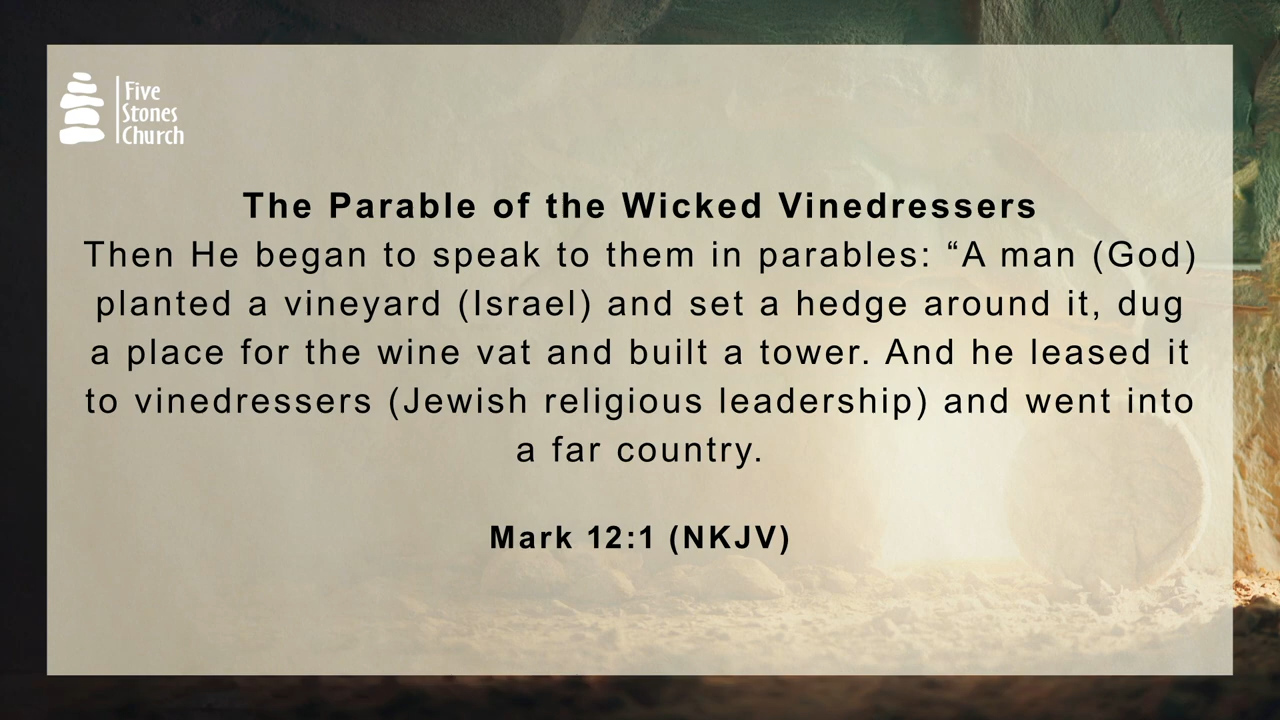 Five
Stones
Church
The Parable of the Wicked Vinedressers
Then He began to speak to them in parables: “A man (God)
planted a vineyard (Israel) and set a hedge around it, dug
a place for the wine vat and built a tower. And he leased it
to vinedressers (Jewish religious leadership) and went into
a far country.
Mark 12:1 (NKJV)